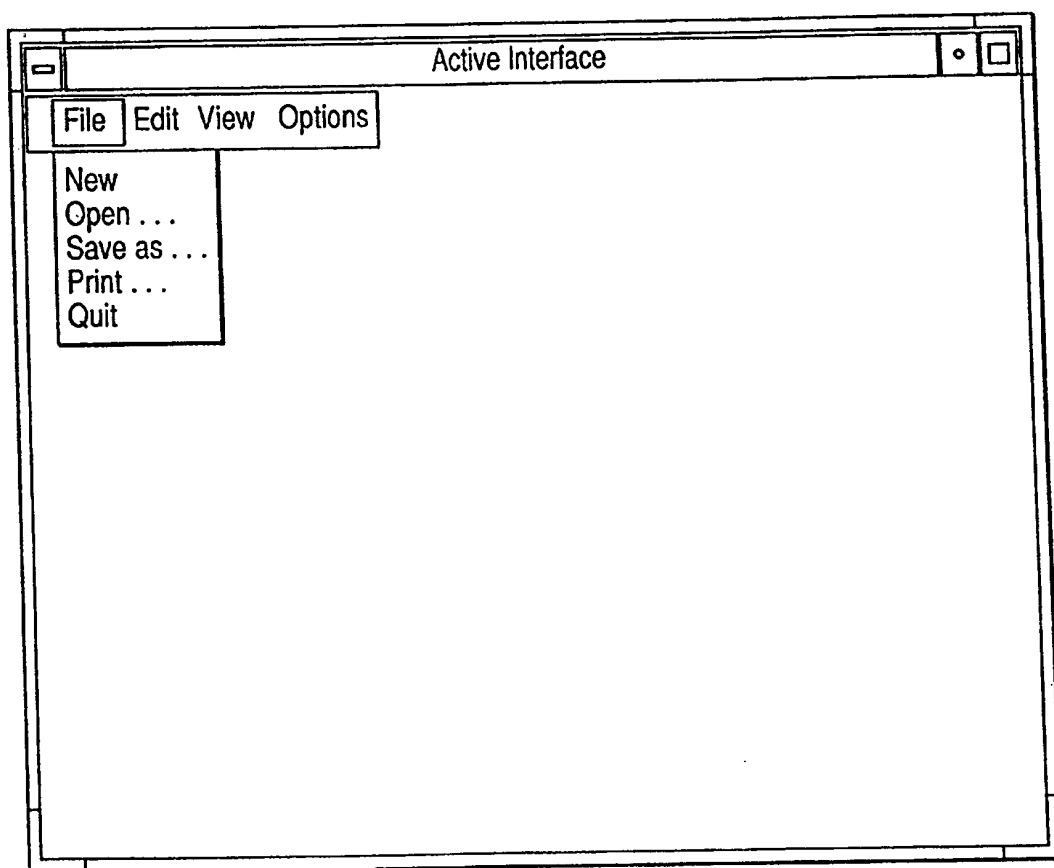 Active Interface
File Edit View Options
New
Open . . .
Save as . . .
Print . . .
Quit